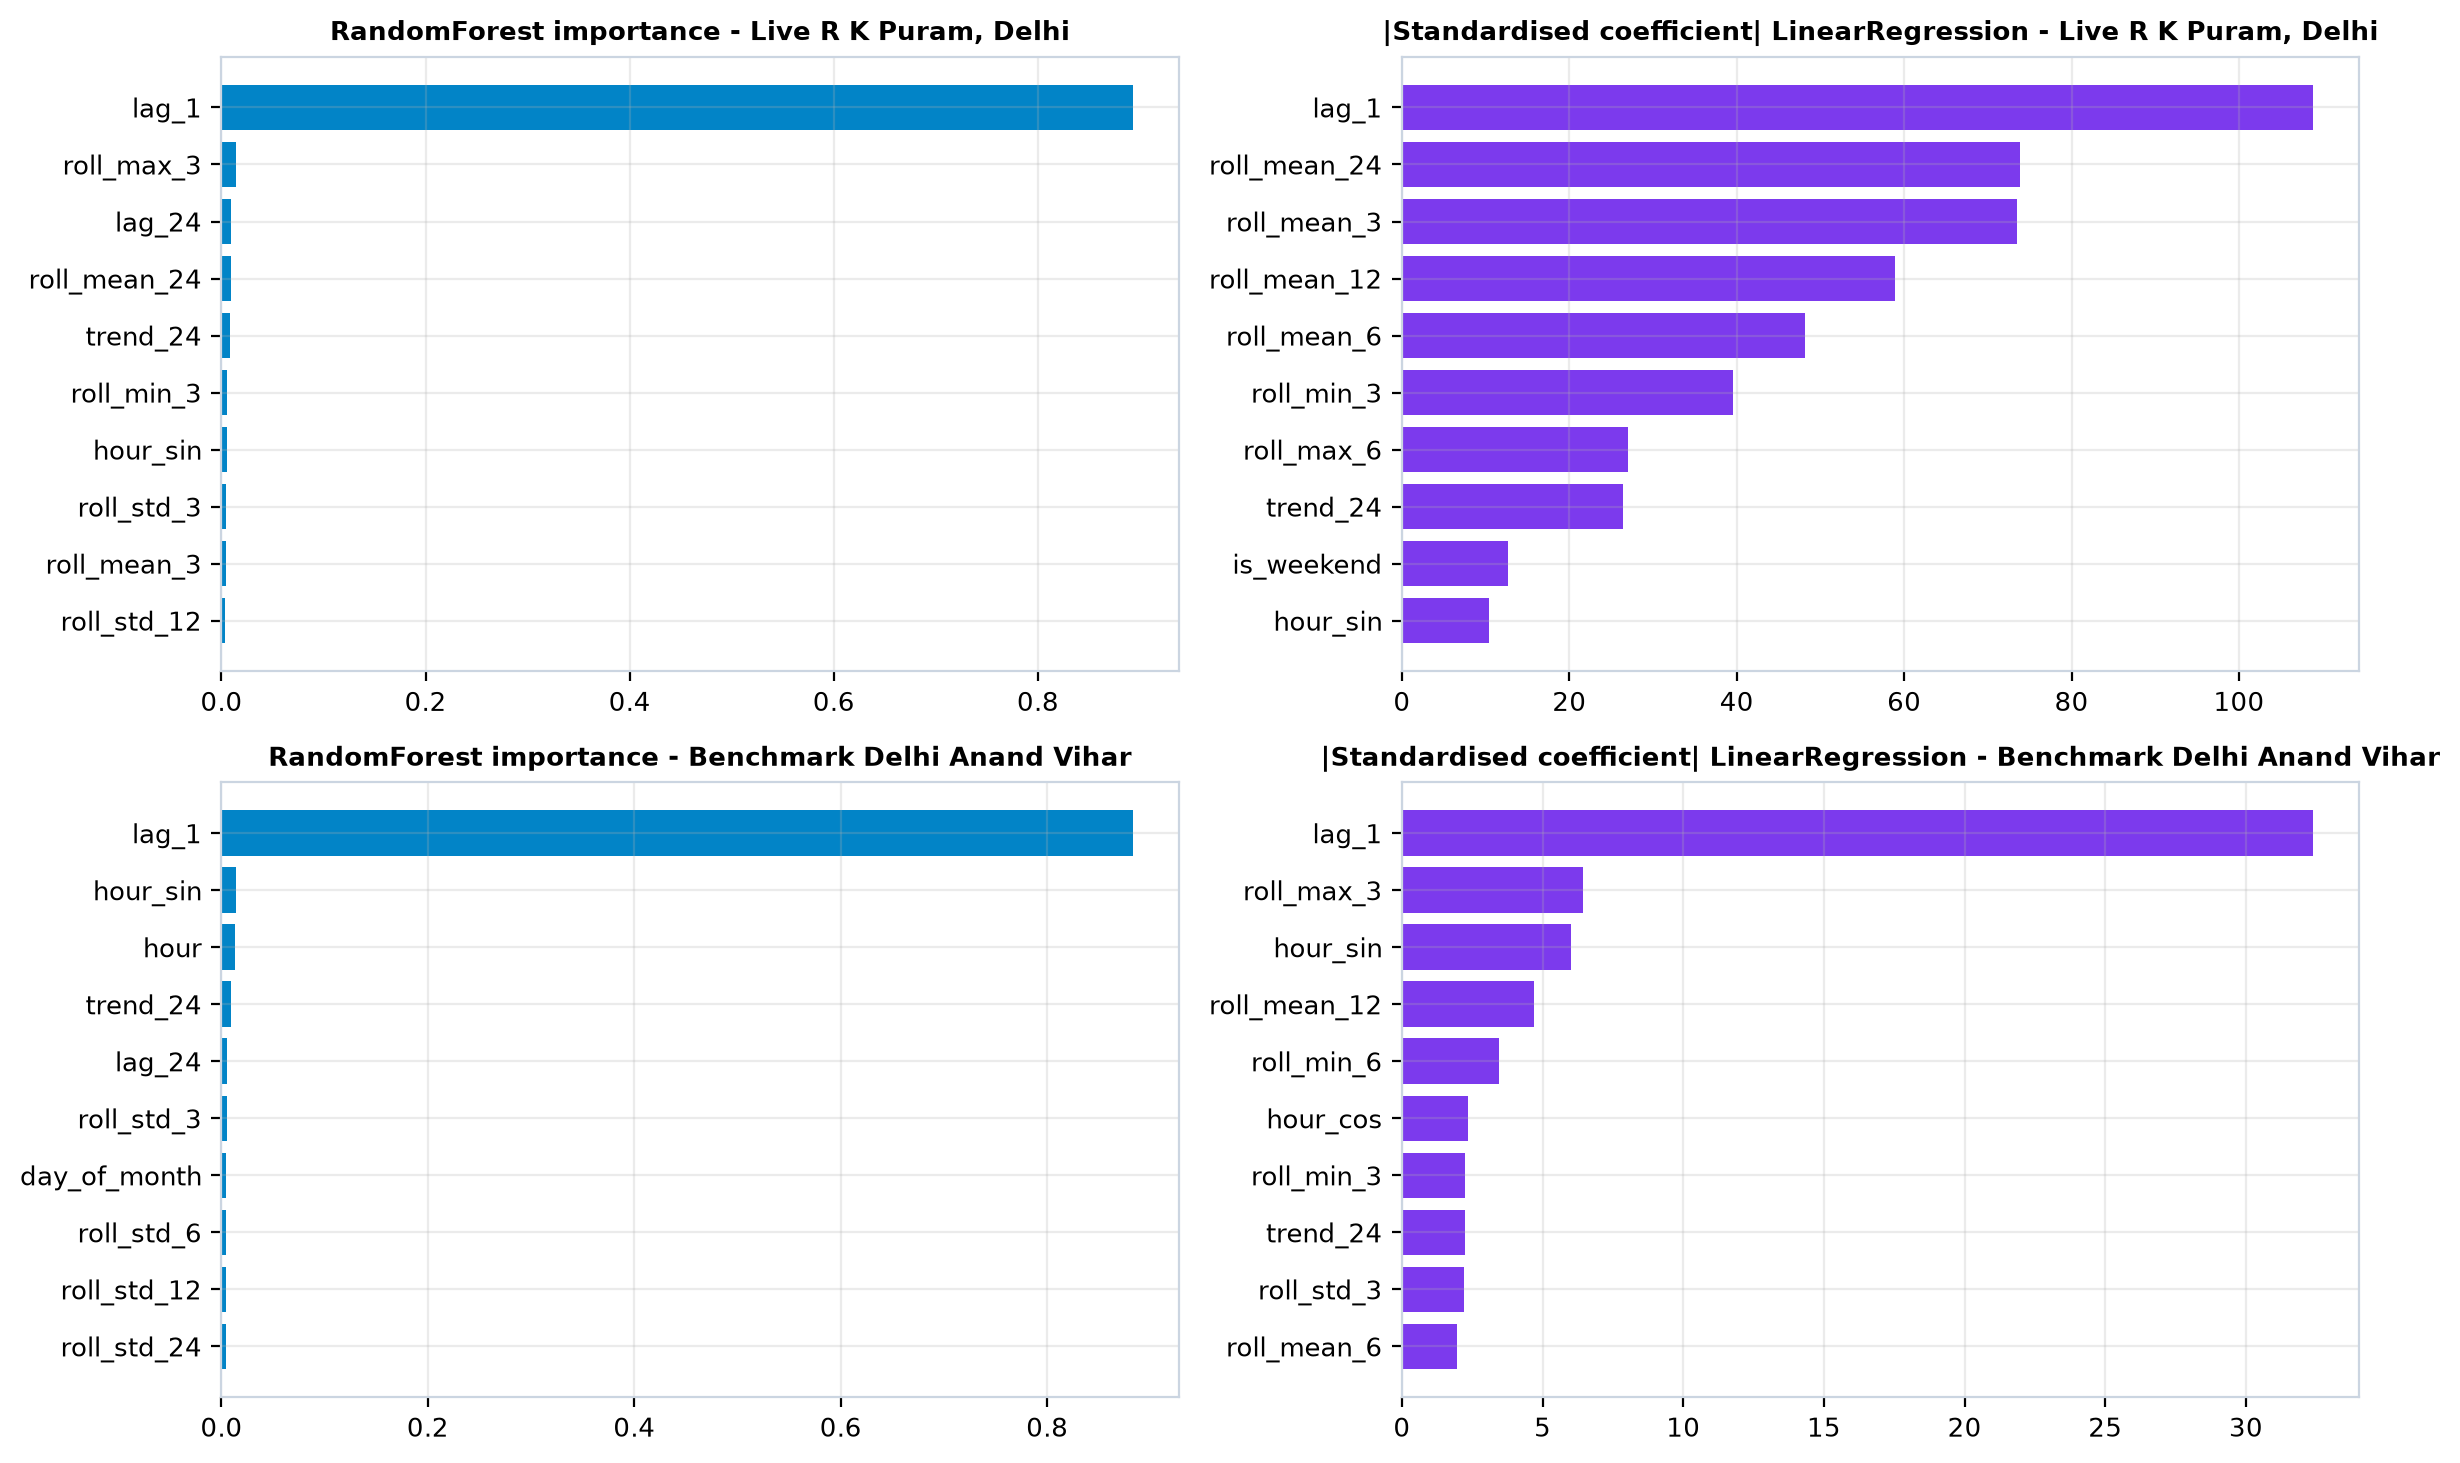 RandomForest importance - Live R K Puram, Delhi
lag_1
roll_max_3
lag_24
roll_mean_24
trend_24
roll_min_3
hour_sin
roll_std_3
roll_mean_3
roll_std_12
0.0 0.2 0.4 0.6 0.8
|Standardised coefficient| LinearRegression - Live R K Puram, Delhi
lag_1
roll_mean_24
roll_mean_3
roll_mean_12
roll_mean_6
roll_min_3
roll_max_6
trend_24
is_weekend
hour_sin
0 20 40 60 80 100
RandomForest importance - Benchmark Delhi Anand Vihar
lag_1
hour_sin
hour
trend_24
lag_24
roll_std_3
day_of_month
roll_std_6
roll_std_12
roll_std_24
0.0 0.2 0.4 0.6 0.8
|Standardised coefficient| LinearRegression - Benchmark Delhi Anand Vihar
lag_1
roll_max_3
hour_sin
roll_mean_12
roll_min_6
hour_cos
roll_min_3
trend_24
roll_std_3
roll_mean_6
0 5 10 15 20 25 30